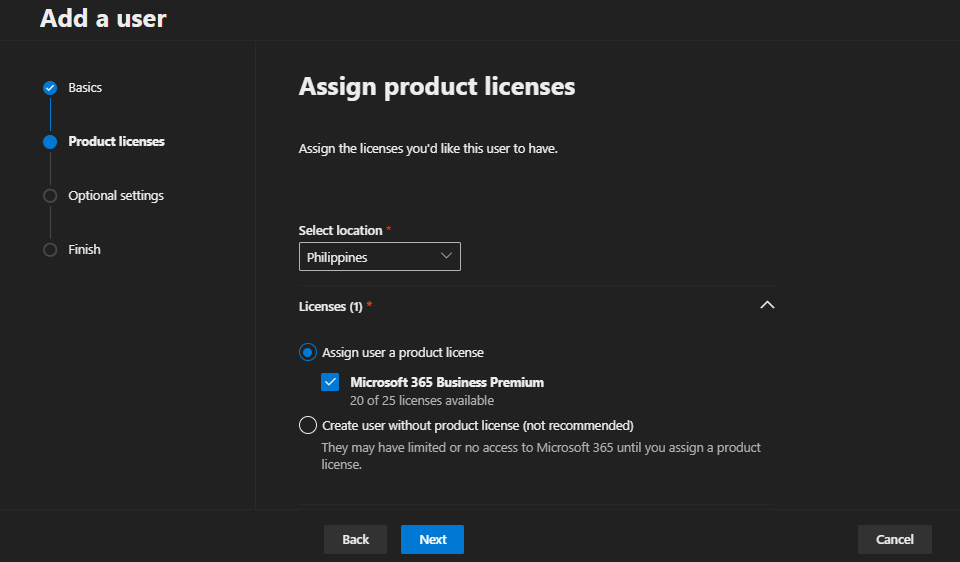 Add a user
Basics
Product licenses
Optional settings
Finish
Assign product licenses
Assign the licenses you'd like this user to have.
Select location *
Philippines
Licenses (1) *
Assign user a product license
Microsoft 365 Business Premium
20 of 25 licenses available
Create user without product license (not recommended)
They may have limited or no access to Microsoft 365 until you assign a product
license.
Back
Next
Cancel